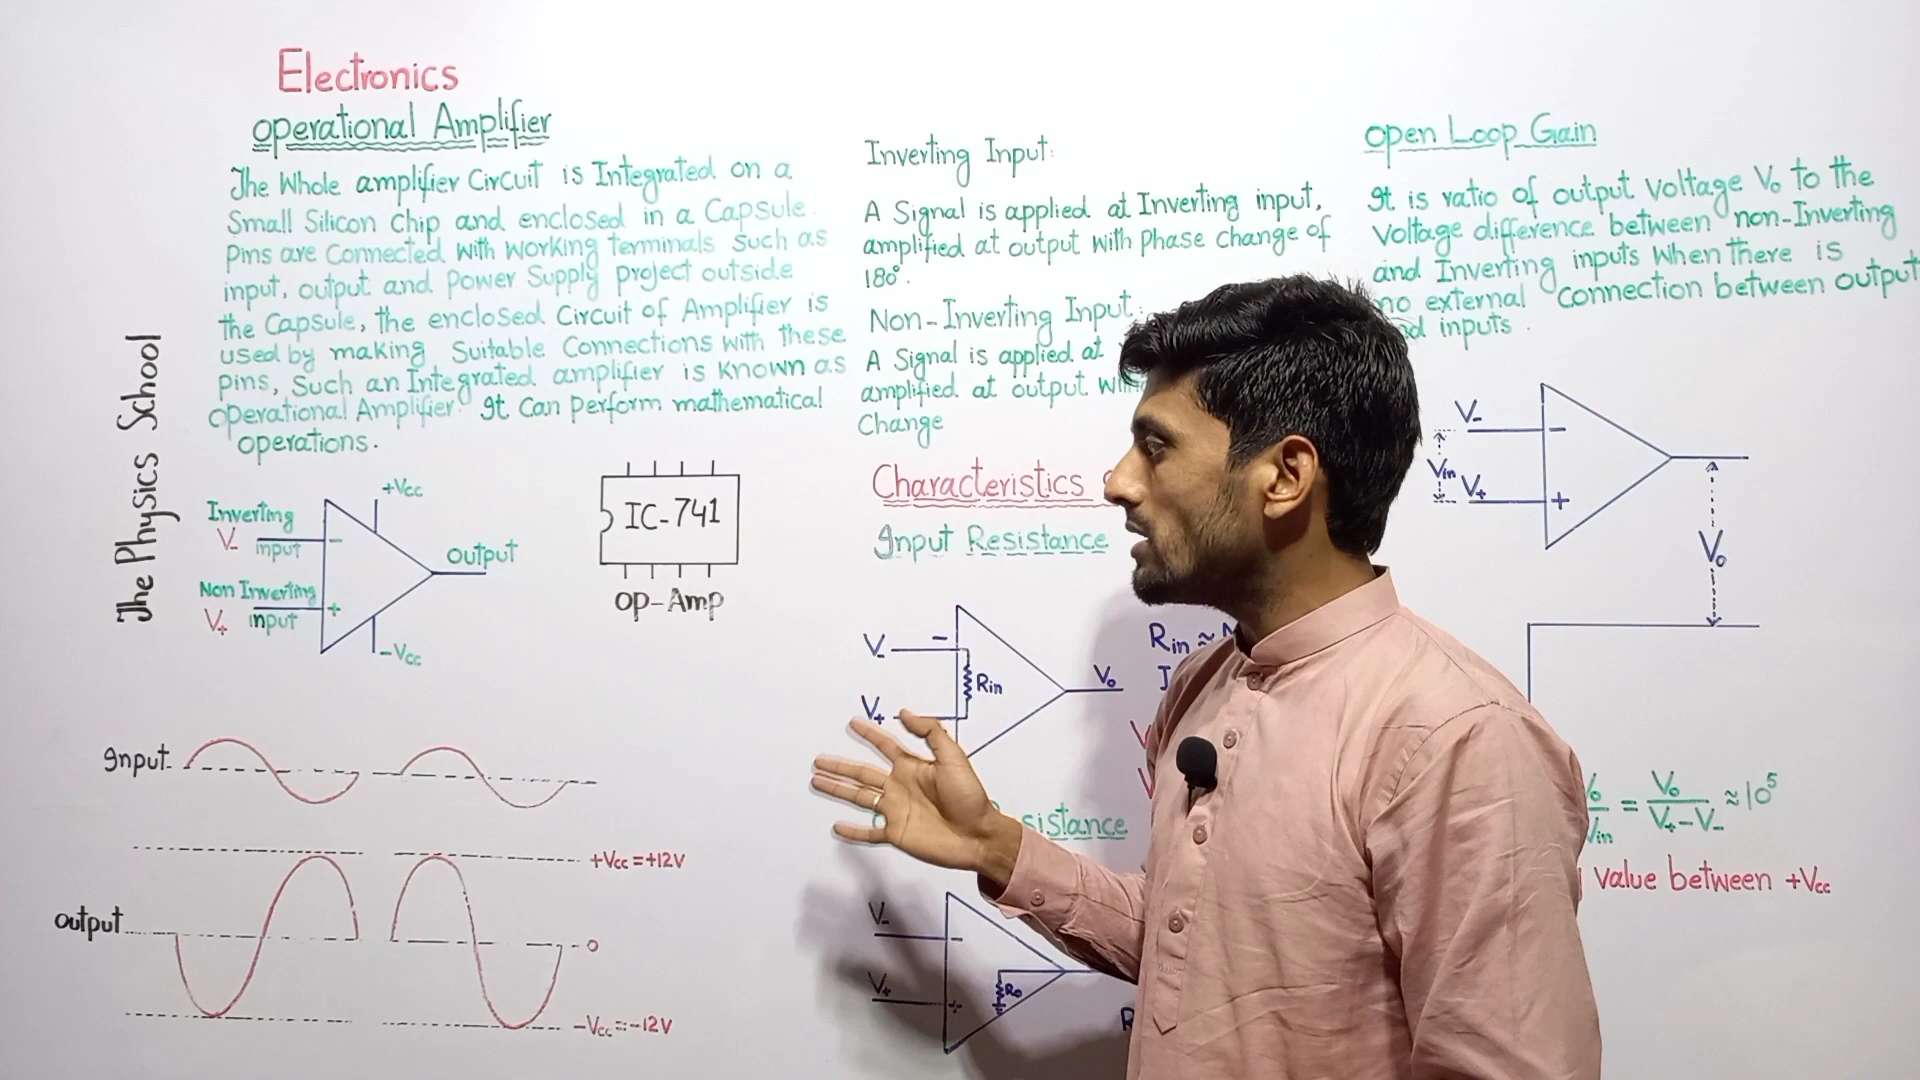 Electronics
Operational Amplifier
The Whole amplifier Circuit is Integrated on a
Small Silicon Chip and enclosed in a Capsule.
Pins are Connected with working terminals such as
input, output and Power Supply project outside
the Capsule, the enclosed Circuit of Amplifier is
used by making Suitable Connections with these
pins, Such an Integrated amplifier is known as
Operational Amplifier. It Can perform mathematical
operations.
The Physics School
Inverting
V- input
Non Inverting
V+ input
-
+
+Vcc
-Vcc
output
IC-741
OP-Amp
Input
output
+Vcc=+12V
0
-Vcc=-12V
Inverting Input:
A Signal is applied at Inverting input,
amplified at output with Phase change of
180°.
Non-Inverting Input:
A Signal is applied at
amplified at output
Change
Characteristics
Input Resistance
V-
-
V+
Rin
Vo
Rin ≈
sistance
V-
-
V+
+
Ro
Open Loop Gain
It is ratio of output Voltage Vo to the
Voltage difference between non-Inverting
and Inverting inputs when there is
no external connection between output
and inputs.
V-
-
Vin
V+
+
Vo
Vo/Vin = Vo/(V+-V-) ≈ 10⁵
value between +Vcc